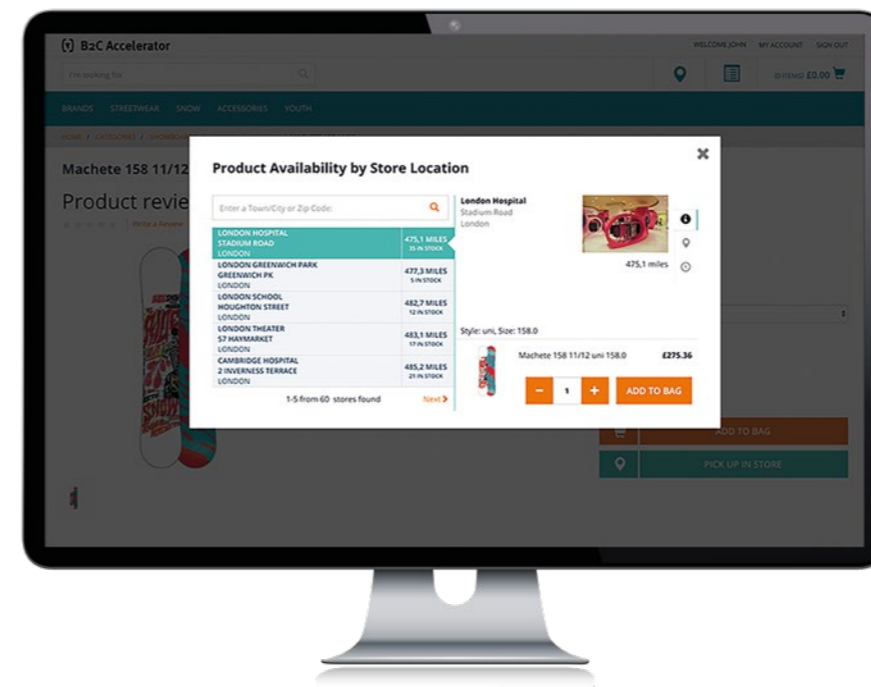 (y) B2C Accelerator
WELCOME JOHN MY ACCOUNT SIGN OUT
I'm looking for
(0 ITEMS) £0.00
BRANDS STREETWEAR SNOW ACCESSORIES YOUTH
HOME / CATEGORIES / SNOWBOA
Machete 158 11/12
Product revie
Write a Review
Product Availability by Store Location
Enter a Town/City or Zip Code:
LONDON HOSPITAL
STADIUM ROAD
LONDON
475,1 MILES
35 IN STOCK
LONDON GREENWICH PARK
GREENWICH PK
LONDON
477,3 MILES
5 IN STOCK
LONDON SCHOOL
HOUGHTON STREET
LONDON
482,7 MILES
12 IN STOCK
LONDON THEATER
57 HAYMARKET
LONDON
483,1 MILES
17 IN STOCK
CAMBRIDGE HOSPITAL
2 INVERNESS TERRACE
LONDON
485,2 MILES
21 IN STOCK
1-5 from 60 stores found
Next
London Hospital
Stadium Road
London
475,1 miles
Style: uni, Size: 158.0
Machete 158 11/12 uni 158.0 £275.36
- 1 + ADD TO BAG
ADD TO BAG
PICK UP IN STORE